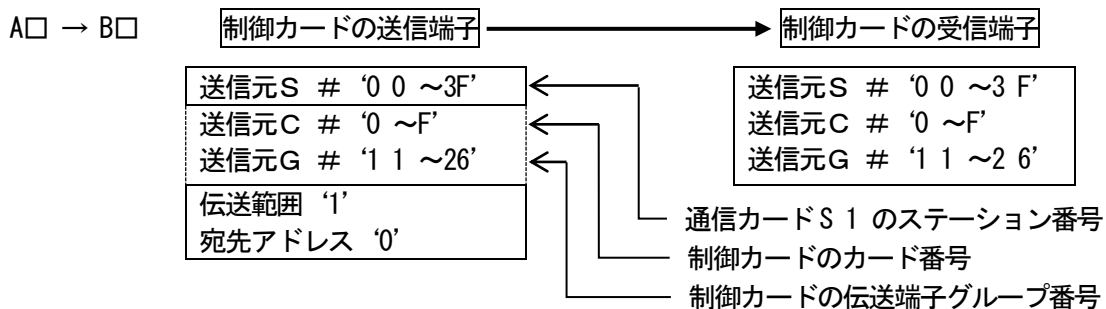 A□ → B□ 制御カードの送信端子 制御カードの受信端子
送信元S # ‘0 0 ～3F’ 送信元S # ‘0 0 ～3 F’
送信元C # ‘0 ～F’ 送信元C # ‘0 ～F’
送信元G # ‘1 1 ～26’ 送信元G # ‘1 1 ～2 6’
伝送範囲 ‘1’
宛先アドレス ‘0’
通信カードS 1 のステーション番号
制御カードのカード番号
制御カードの伝送端子グループ番号